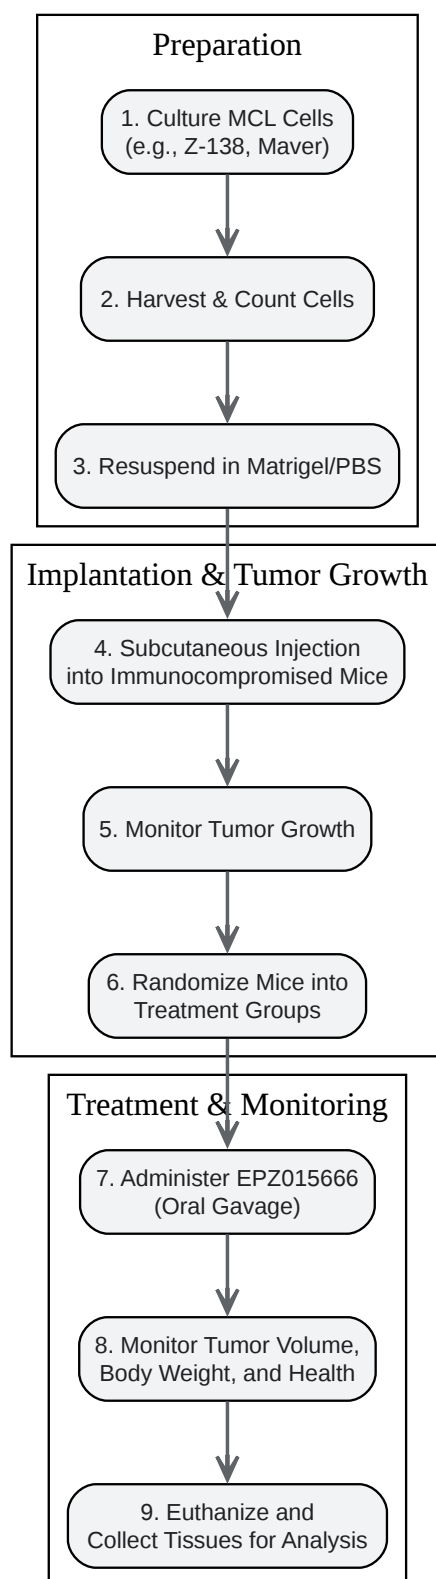 Preparation
1. Culture MCL Cells
(e.g., Z-138, Maver)
2. Harvest & Count Cells
3. Resuspend in Matrigel/PBS
Implantation & Tumor Growth
4. Subcutaneous Injection
into Immunocompromised Mice
5. Monitor Tumor Growth
6. Randomize Mice into
Treatment Groups
Treatment & Monitoring
7. Administer EPZ015666
(Oral Gavage)
8. Monitor Tumor Volume,
Body Weight, and Health
9. Euthanize and
Collect Tissues for Analysis